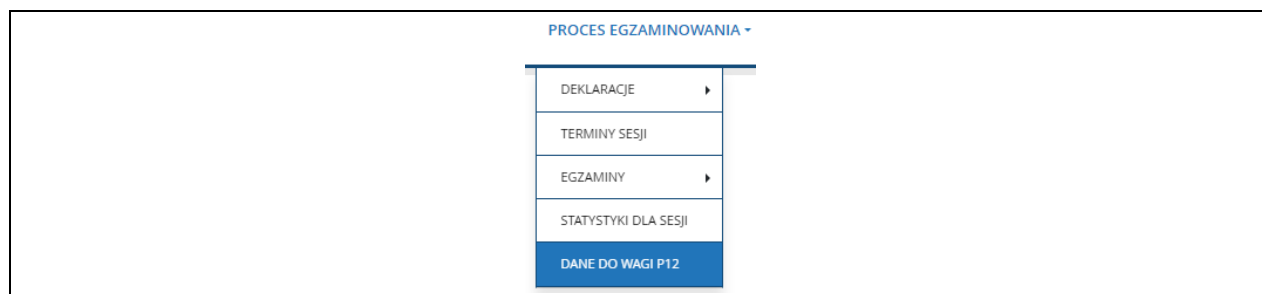 PROCES EGZAMINOWANIA
DEKLARACJE
TERMINY SESJI
EGZAMINY
STATYSTYKI DLA SESJI
DANE DO WAGI P12